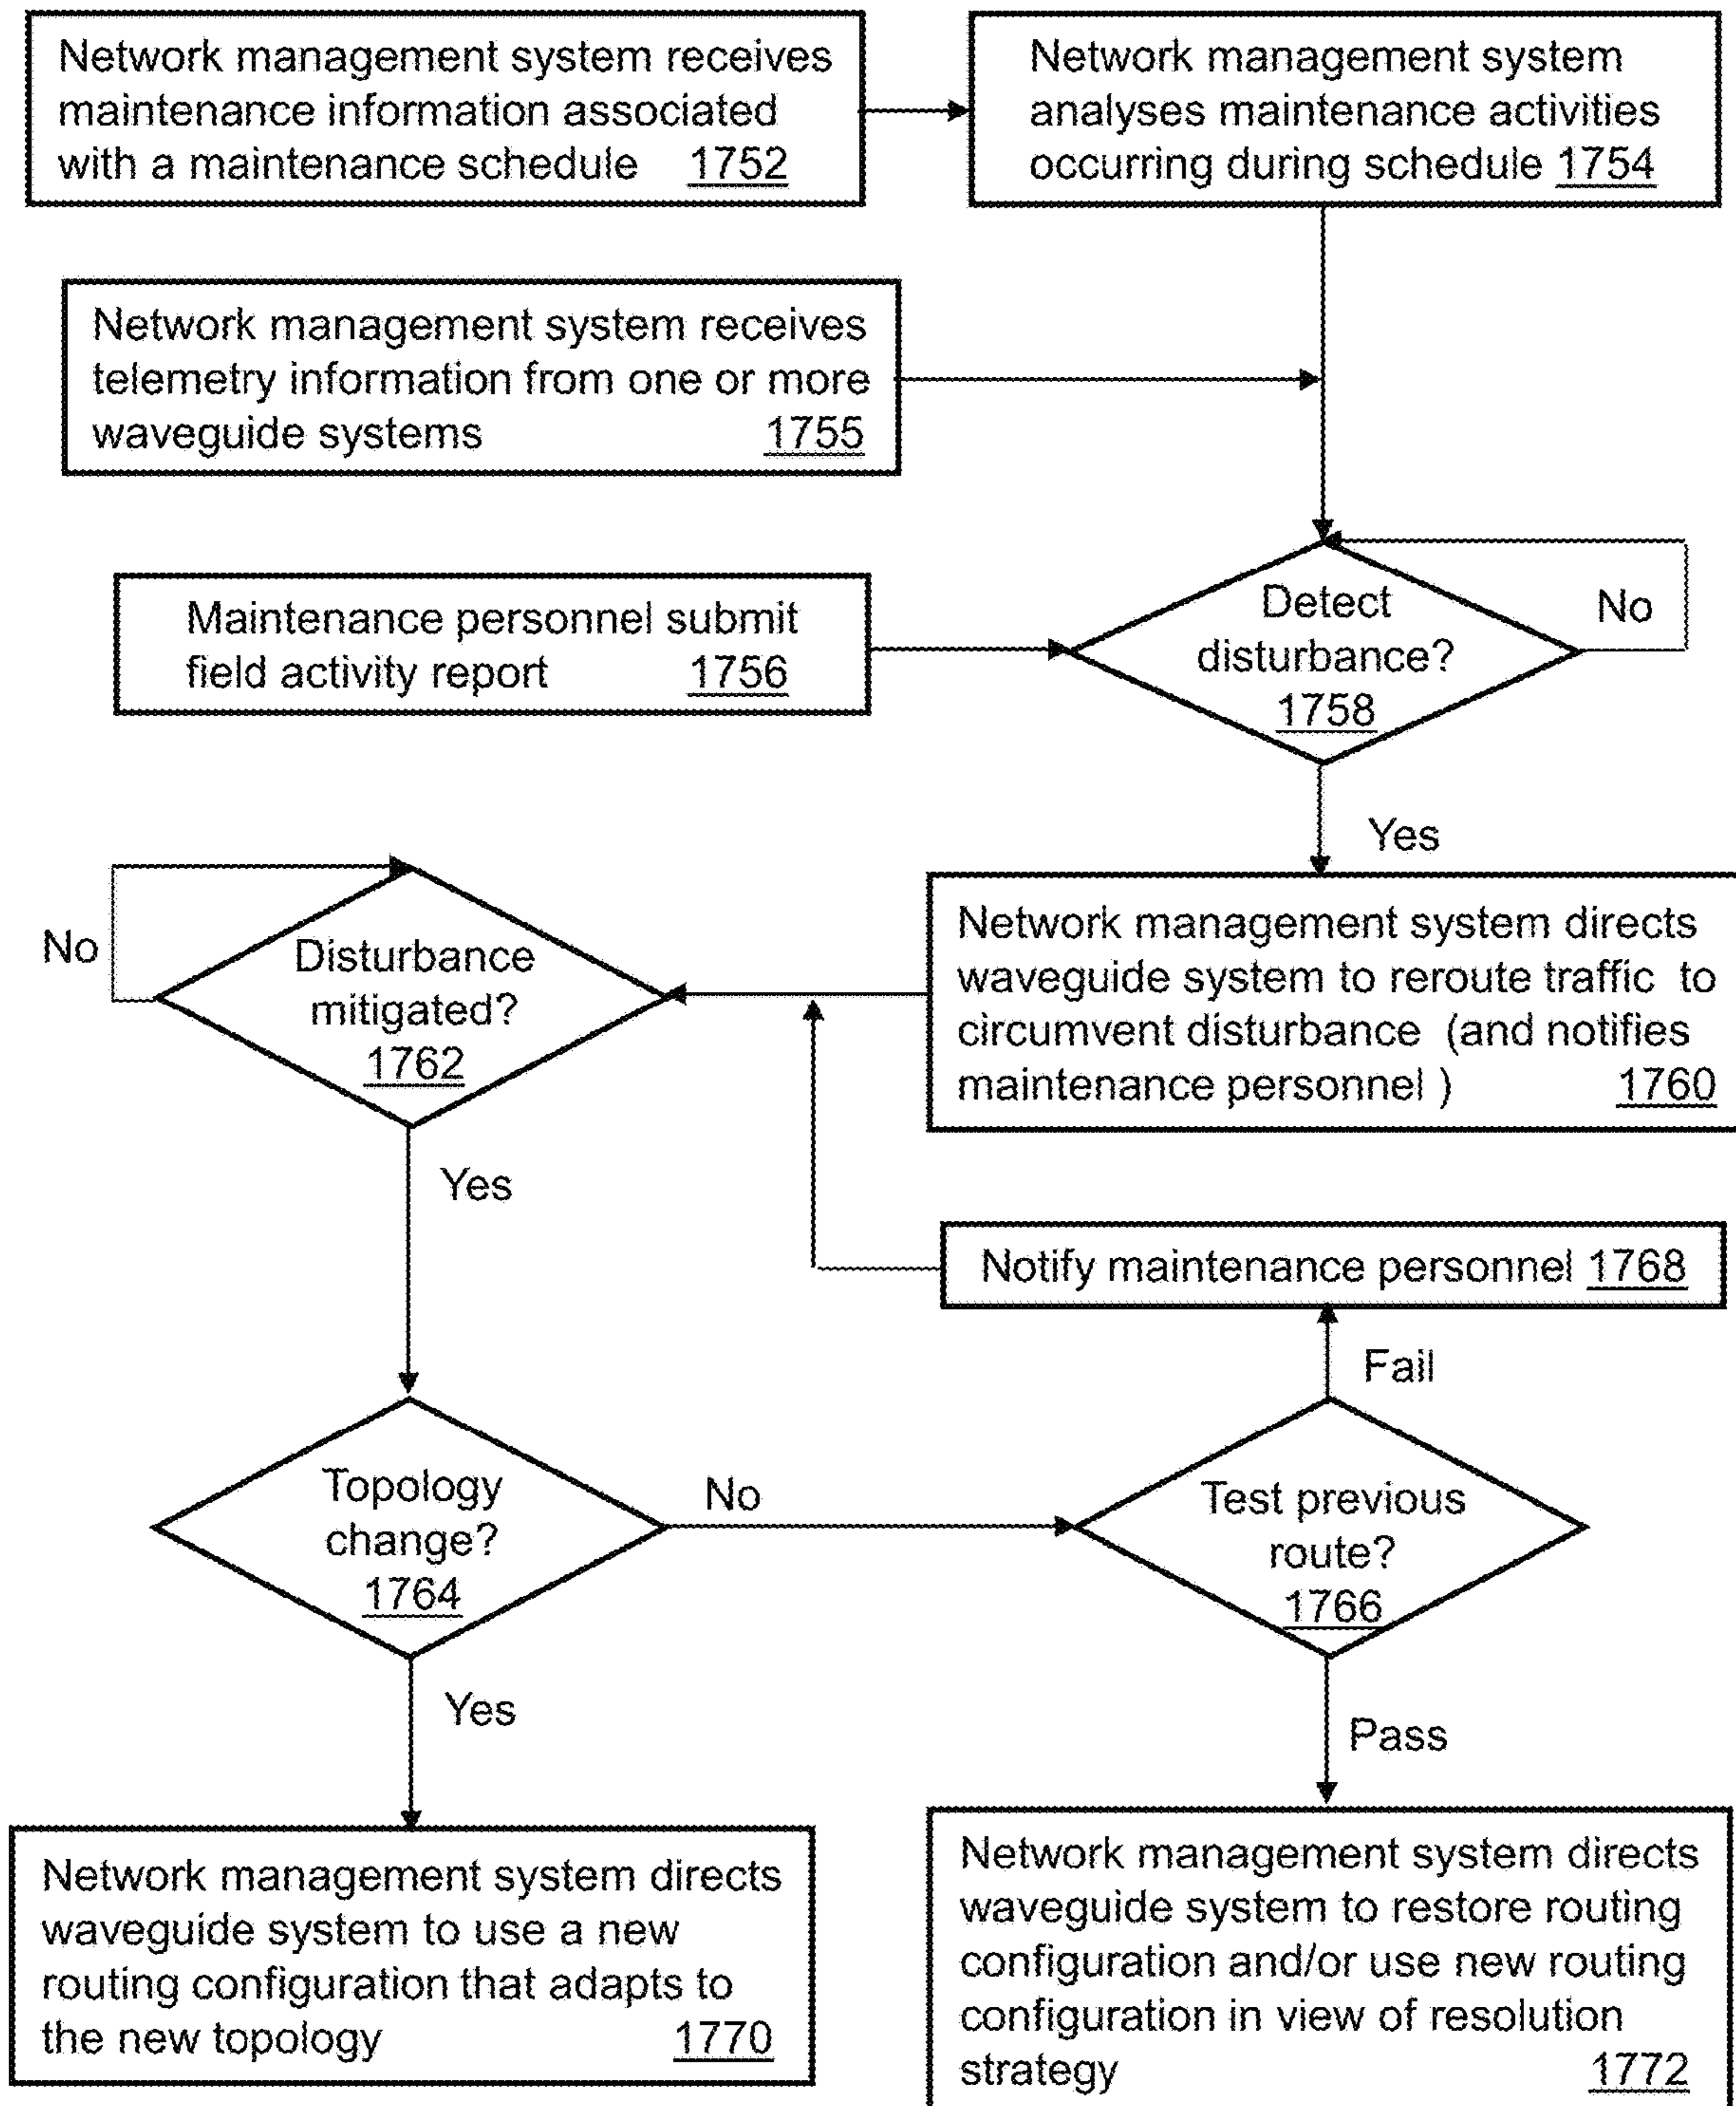 Network management system receives
maintenance information associated
with a maintenance schedule 1752
Network management system
analyses maintenance activities
occurring during schedule 1754
Network management system receives
telemetry information from one or more
waveguide systems 1755
Maintenance personnel submit
field activity report 1756
Detect
disturbance?
1758
No
Yes
Network management system directs
waveguide system to reroute traffic to
circumvent disturbance (and notifies
maintenance personnel ) 1760
No
Disturbance
mitigated?
1762
Yes
Notify maintenance personnel 1768
Fail
Topology
change?
1764
No
Test previous
route?
1766
Yes
Pass
Network management system directs
waveguide system to use a new
routing configuration that adapts to
the new topology 1770
Network management system directs
waveguide system to restore routing
configuration and/or use new routing
configuration in view of resolution
strategy 1772